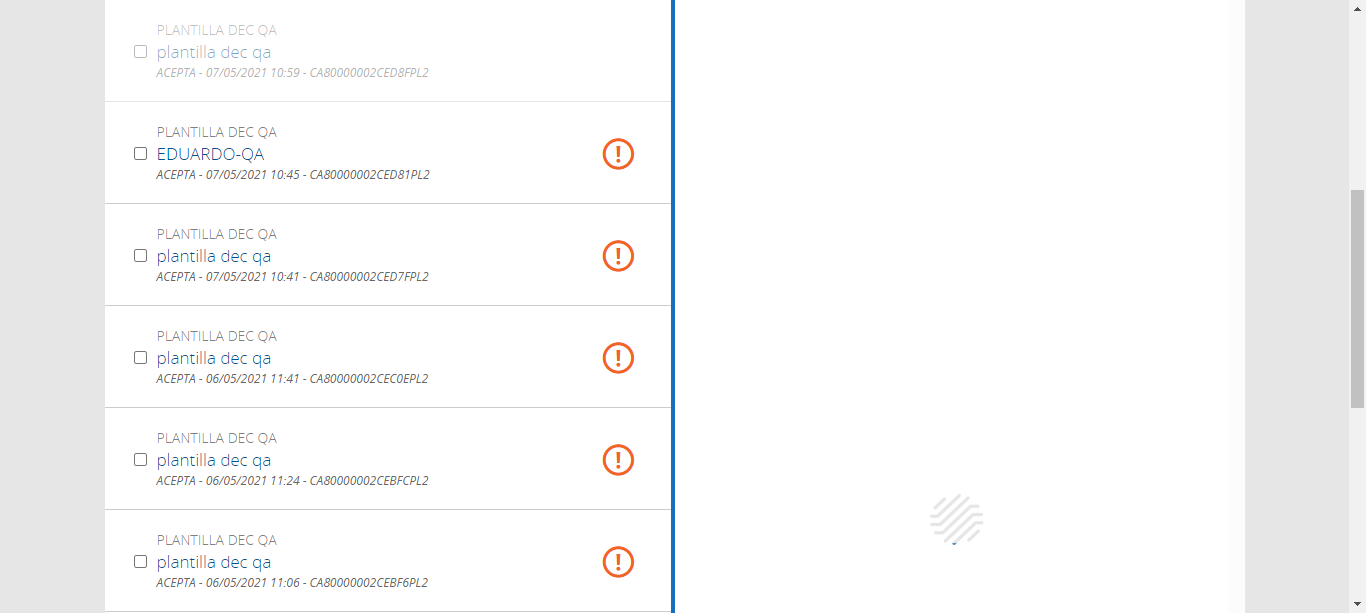 PLANTILLA DEC QA
plantilla dec qa
ACEPTA - 07/05/2021 10:59 - CA80000002CED8FPL2
PLANTILLA DEC QA
EDUARDO-QA
ACEPTA - 07/05/2021 10:45 - CA80000002CED81PL2
PLANTILLA DEC QA
plantilla dec qa
ACEPTA - 07/05/2021 10:41 - CA80000002CED7FPL2
PLANTILLA DEC QA
plantilla dec qa
ACEPTA - 06/05/2021 11:41 - CA80000002CEC0EPL2
PLANTILLA DEC QA
plantilla dec qa
ACEPTA - 06/05/2021 11:24 - CA80000002CEBFCPL2
PLANTILLA DEC QA
plantilla dec qa
ACEPTA - 06/05/2021 11:06 - CA80000002CEBF6PL2